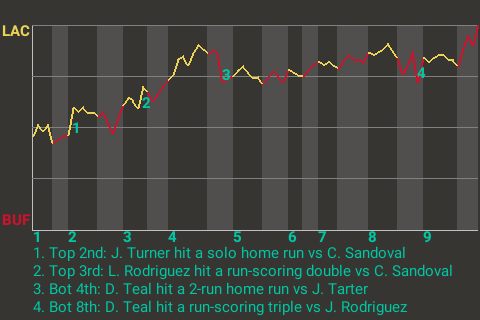 LAC
3
4
2
1
BUF
1 2 3 4 5 6 7 8 9
1. Top 2nd: J. Turner hit a solo home run vs C. Sandoval
2. Top 3rd: L. Rodriguez hit a run-scoring double vs C. Sandoval
3. Bot 4th: D. Teal hit a 2-run home run vs J. Tarter
4. Bot 8th: D. Teal hit a run-scoring triple vs J. Rodriguez